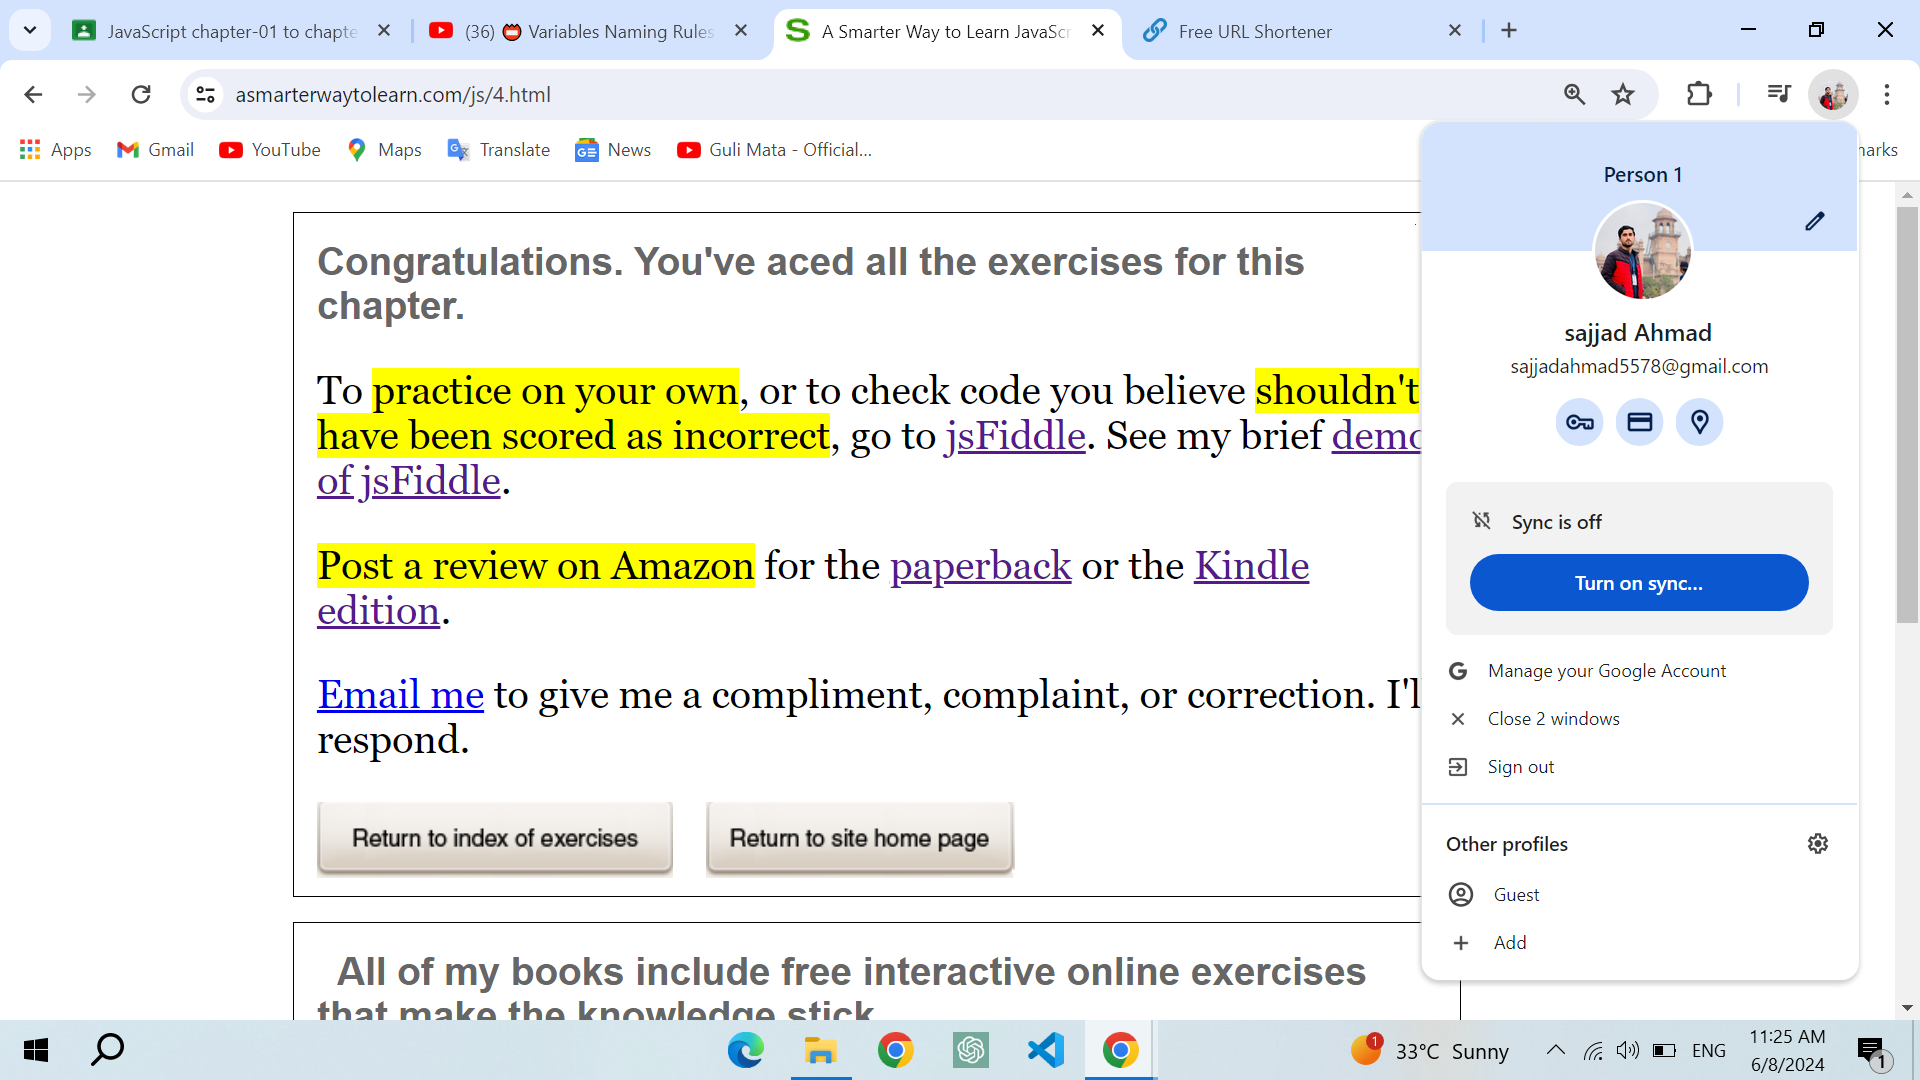 JavaScript chapter-01 to chapte
(36) 📛 Variables Naming Rules
A Smarter Way to Learn JavaScr
Free URL Shortener
asmarterwaytolearn.com/js/4.html
Apps
Gmail
YouTube
Maps
Translate
News
Guli Mata - Official...
arks
Congratulations. You've aced all the exercises for this
chapter.
To practice on your own, or to check code you believe shouldn't
have been scored as incorrect, go to jsFiddle. See my brief demo
of jsFiddle.
Post a review on Amazon for the paperback or the Kindle
edition.
Email me to give me a compliment, complaint, or correction. I'l
respond.
Return to index of exercises
Return to site home page
All of my books include free interactive online exercises
that make the knowledge stick
Person 1
sajjad Ahmad
sajjadahmad5578@gmail.com
Sync is off
Turn on sync...
Manage your Google Account
Close 2 windows
Sign out
Other profiles
Guest
Add
1
33°C Sunny
ENG
11:25 AM
6/8/2024
1